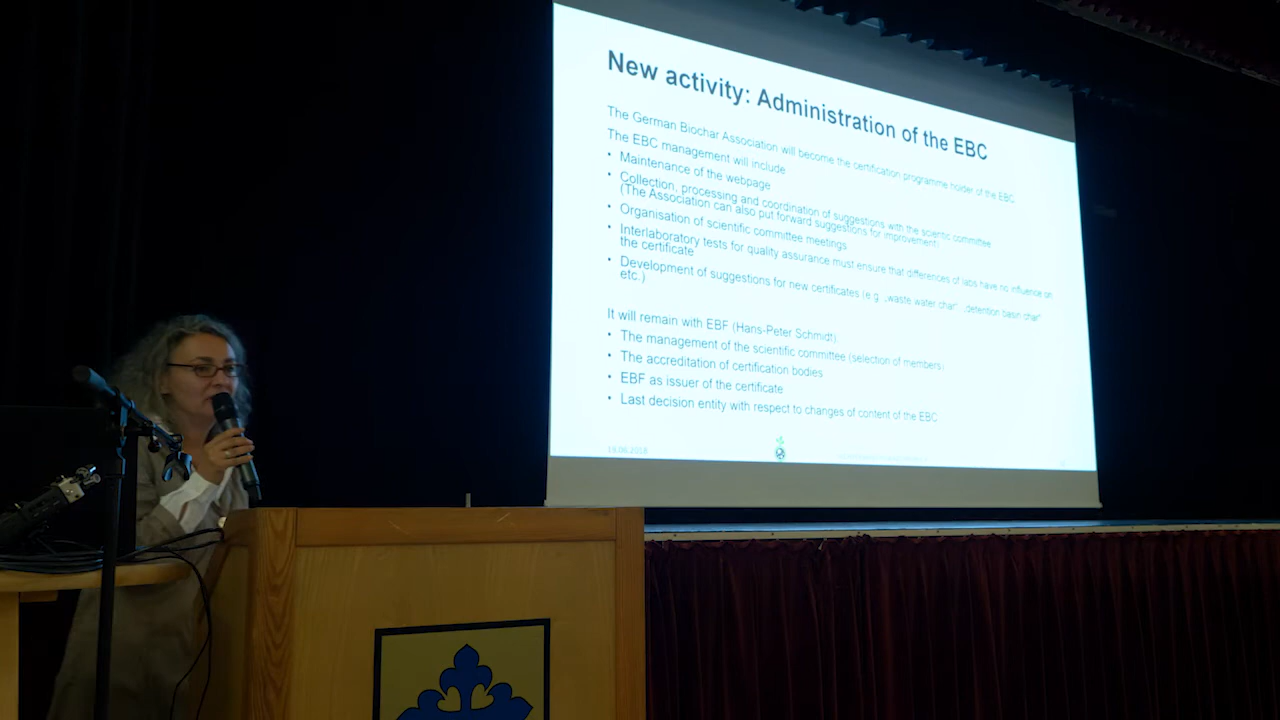 New activity: Administration of the EBC
The German Biochar Association will become the certification programme holder of the EBC
The EBC management will include
• Maintenance of the webpage
• Collection, processing and coordination of suggestions with the scientic committee
(The Association can also put forward suggestions for improvement)
• Organisation of scientific committee meetings
• Interlaboratory tests for quality assurance must ensure that differences of labs have no influence on
the certificate
• Development of suggestions for new certificates (e.g. „waste water char“ „detention basin char“
etc.)
It will remain with EBF (Hans-Peter Schmidt)
• The management of the scientific committee (selection of members)
• The accreditation of certification bodies
• EBF as issuer of the certificate
• Last decision entity with respect to changes of content of the EBC
19.06.2018